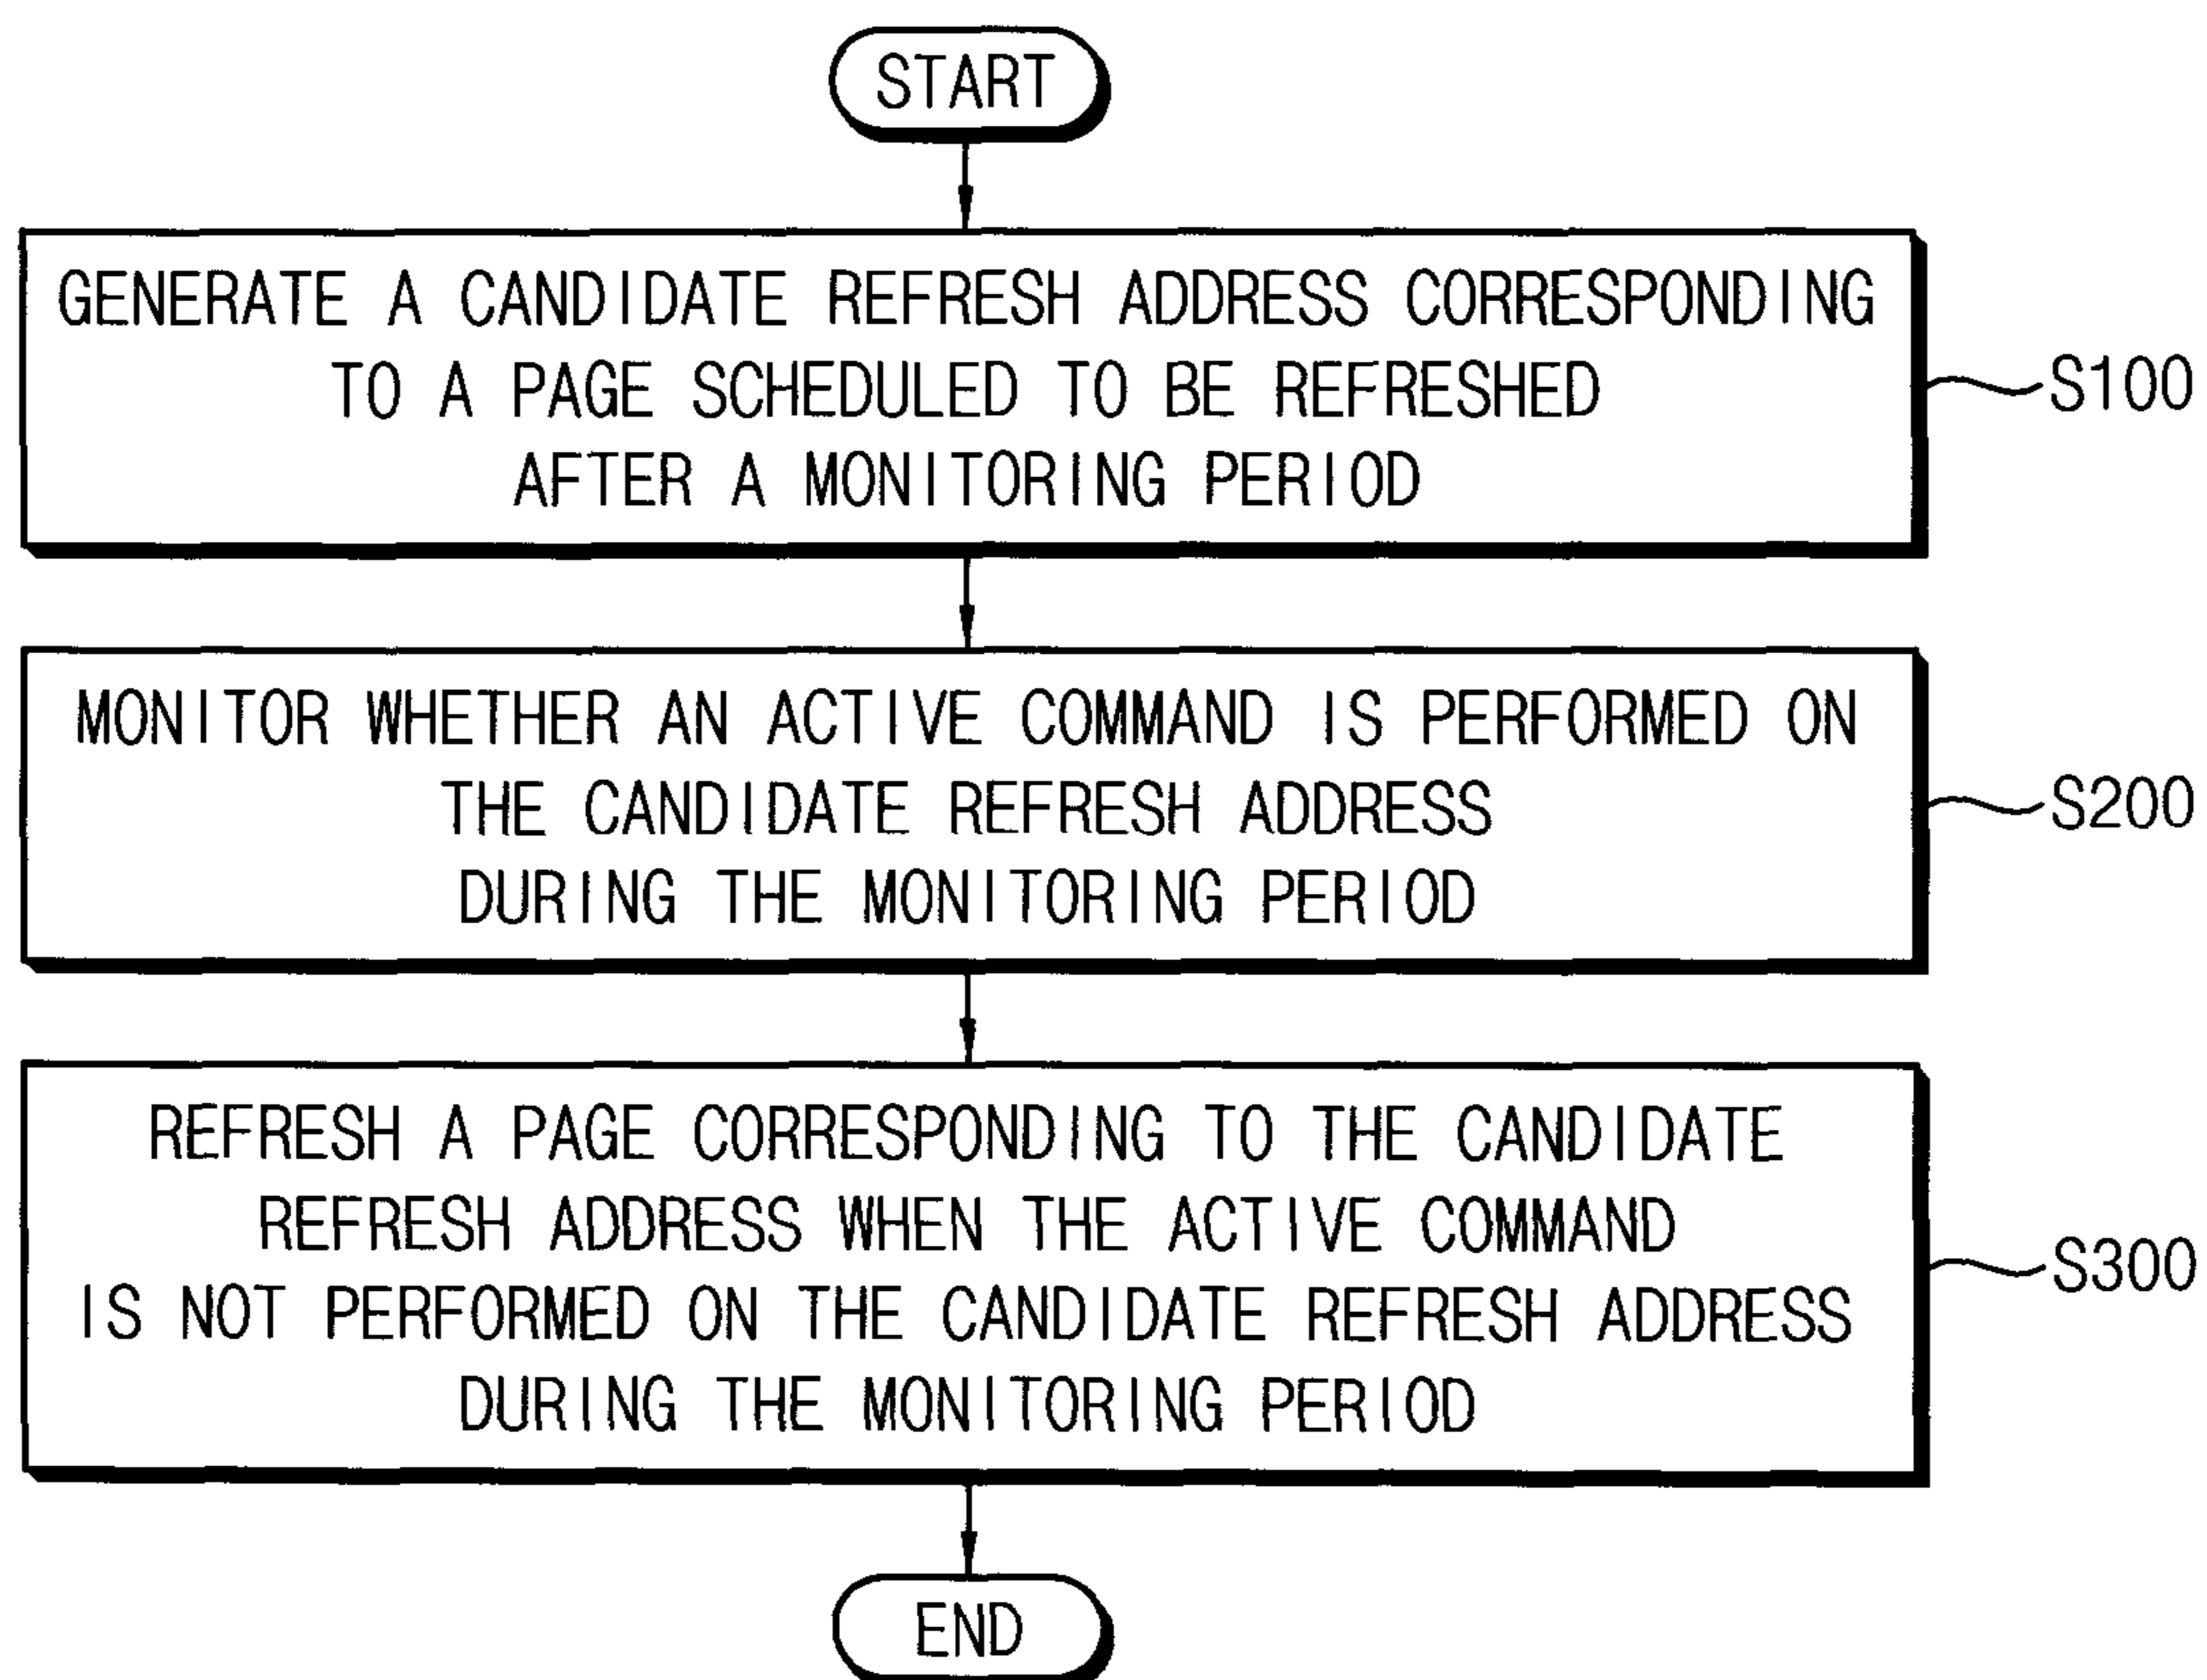 START
GENERATE A CANDIDATE REFRESH ADDRESS CORRESPONDING
TO A PAGE SCHEDULED TO BE REFRESHED
AFTER A MONITORING PERIOD
S100
MONITOR WHETHER AN ACTIVE COMMAND IS PERFORMED ON
THE CANDIDATE REFRESH ADDRESS
DURING THE MONITORING PERIOD
S200
REFRESH A PAGE CORRESPONDING TO THE CANDIDATE
REFRESH ADDRESS WHEN THE ACTIVE COMMAND
IS NOT PERFORMED ON THE CANDIDATE REFRESH ADDRESS
DURING THE MONITORING PERIOD
S300
END